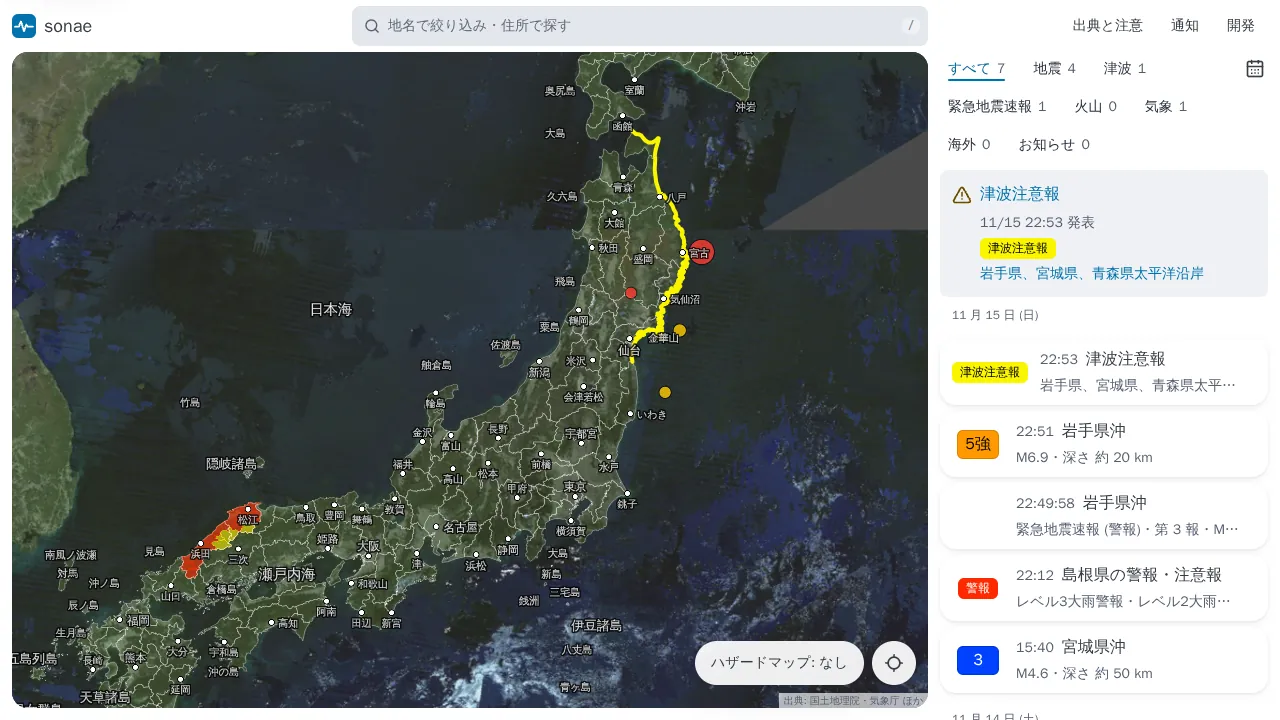 sonae
地名で絞り込み・住所で探す
/
出典と注意
通知
開発
すべて 7
地震 4
津波 1
緊急地震速報 1
火山 0
気象 1
海外 0
お知らせ 0
津波注意報
11/15 22:53 発表
津波注意報
岩手県、宮城県、青森県太平洋沿岸
11 月 15 日 (日)
津波注意報
22:53 津波注意報
岩手県、宮城県、青森県太平…
5強
22:51 岩手県沖
M6.9・深さ 約 20 km
22:49:58 岩手県沖
緊急地震速報 (警報)・第 3 報・M…
警報
22:12 島根県の警報・注意報
レベル3大雨警報・レベル2大雨…
3
15:40 宮城県沖
M4.6・深さ 約 50 km
11 月 14 日 (土)
奥尻島
室蘭
沖岩
函館
大島
青森
久六島
八戸
大館
秋田
盛岡
宮古
飛島
気仙沼
日本海
粟島
鶴岡
金華山
佐渡島
仙台
舳倉島
新潟
米沢
会津若松
竹島
輪島
いわき
金沢
富山
長野
宇都宮
隠岐諸島
福井
高山
松本
前橋
水戸
甲府
東京
敦賀
銚子
松江
鳥取
豊岡
舞鶴
名古屋
横須賀
姫路
大阪
静岡
南風ノ波瀬
見島
浜田
三次
津
浜松
大島
対馬
沖ノ島
瀬戸内海
新島
倉橋島
和歌山
三宅島
辰ノ島
山口
阿南
銭洲
福岡
高知
田辺
新宮
伊豆諸島
生月島
大分
宇和島
八丈島
五島列島
長崎
熊本
沖の島
延岡
青ケ島
天草諸島
ハザードマップ: なし
出典: 国土地理院・気象庁 ほか